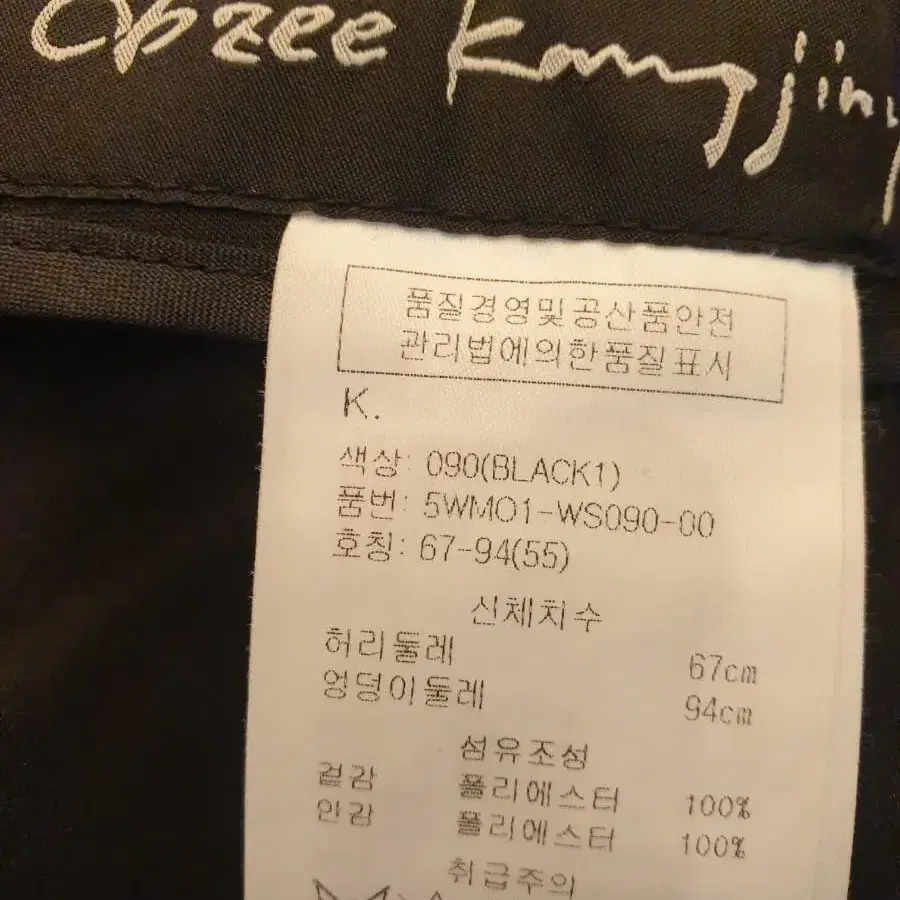 Obzee Kangjin
품질경영및공산품안전
관리법에의한품질표시
K.
색상: 090(BLACK1)
품번: 5WMO1-WS090-00
호칭: 67-94(55)
신체치수
허리둘레 67cm
엉덩이둘레 94cm
섬유조성
겉감 폴리에스터 100%
안감 폴리에스터 100%
취급주의